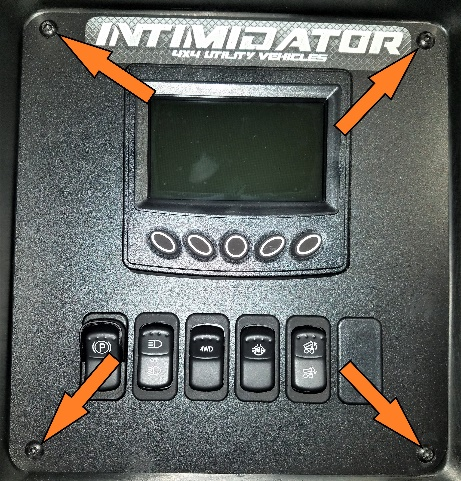 INTIMIDATOR
4X4 UTILITY VEHICLES
P 4WD